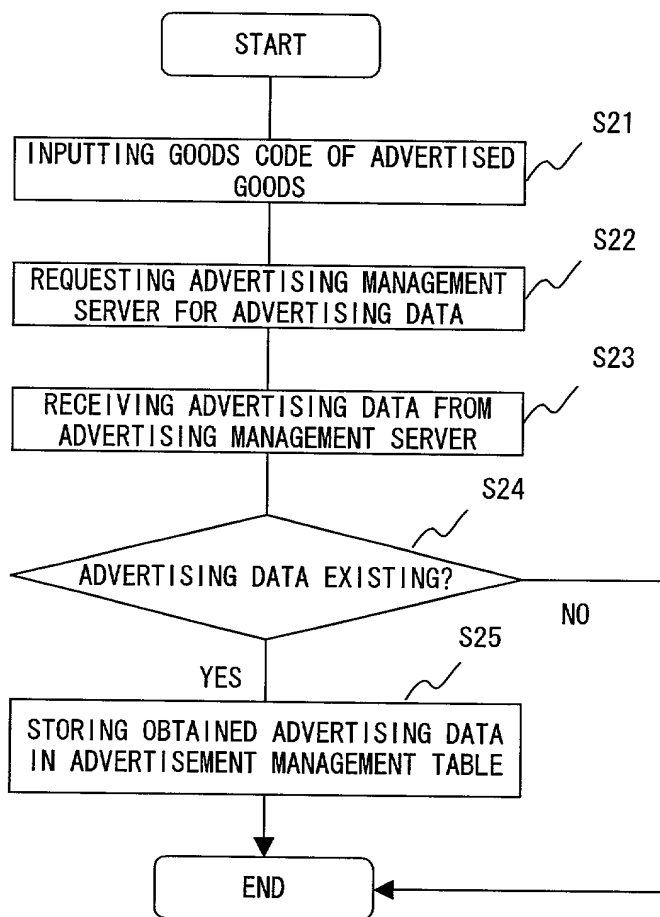 START
S21
INPUTTING GOODS CODE OF ADVERTISED
GOODS
S22
REQUESTING ADVERTISING MANAGEMENT
SERVER FOR ADVERTISING DATA
S23
RECEIVING ADVERTISING DATA FROM
ADVERTISING MANAGEMENT SERVER
S24
ADVERTISING DATA EXISTING?
NO
YES
S25
STORING OBTAINED ADVERTISING DATA
IN ADVERTISEMENT MANAGEMENT TABLE
END